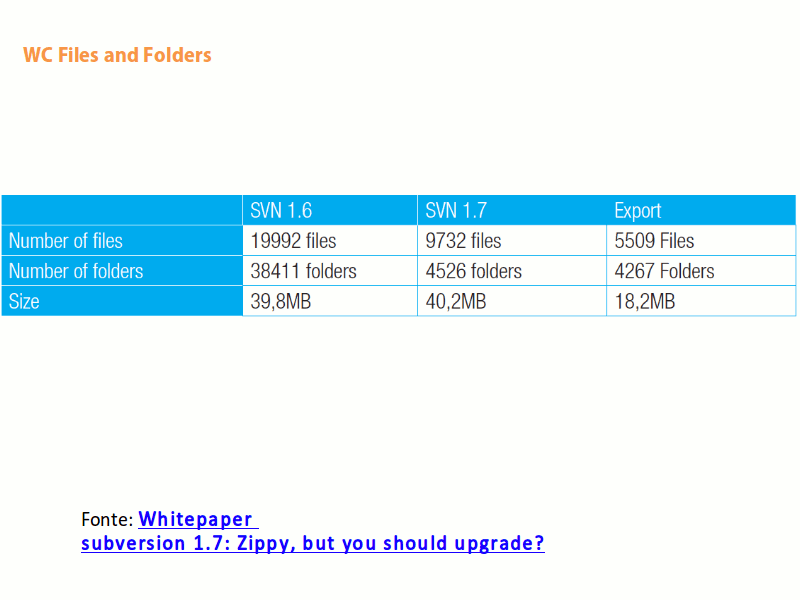 WC Files and Folders
SVN 1.6 SVN 1.7 Export
Number of files 19992 files 9732 files 5509 Files
Number of folders 38411 folders 4526 folders 4267 Folders
Size 39,8MB 40,2MB 18,2MB
Fonte: Whitepaper
subversion 1.7: Zippy, but you should upgrade?